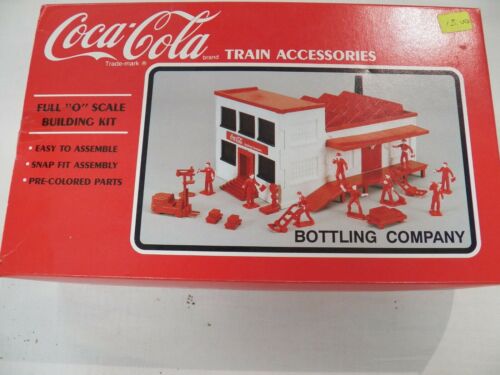 Coca-Cola
brand
Trade-mark ®
TRAIN ACCESSORIES
FULL "O" SCALE
BUILDING KIT
• EASY TO ASSEMBLE
• SNAP FIT ASSEMBLY
• PRE-COLORED PARTS
BOTTLING COMPANY